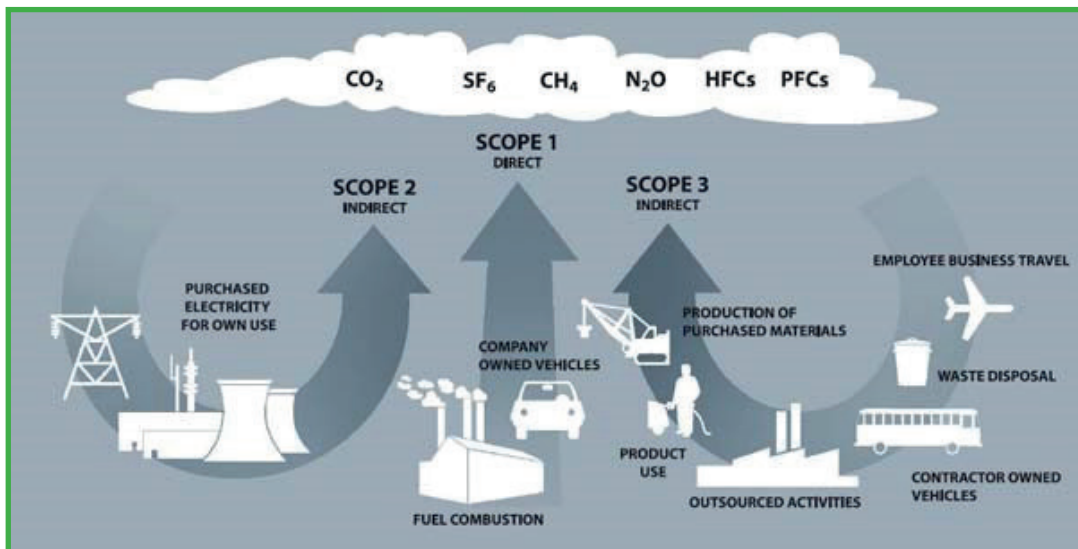 CO₂ SF₆ CH₄ N₂O HFCs PFCs
SCOPE 1
DIRECT
SCOPE 2
INDIRECT
SCOPE 3
INDIRECT
PURCHASED
ELECTRICITY
FOR OWN USE
COMPANY
OWNED VEHICLES
FUEL COMBUSTION
PRODUCTION OF
PURCHASED MATERIALS
PRODUCT
USE
OUTSOURCED ACTIVITIES
EMPLOYEE BUSINESS TRAVEL
WASTE DISPOSAL
CONTRACTOR OWNED
VEHICLES